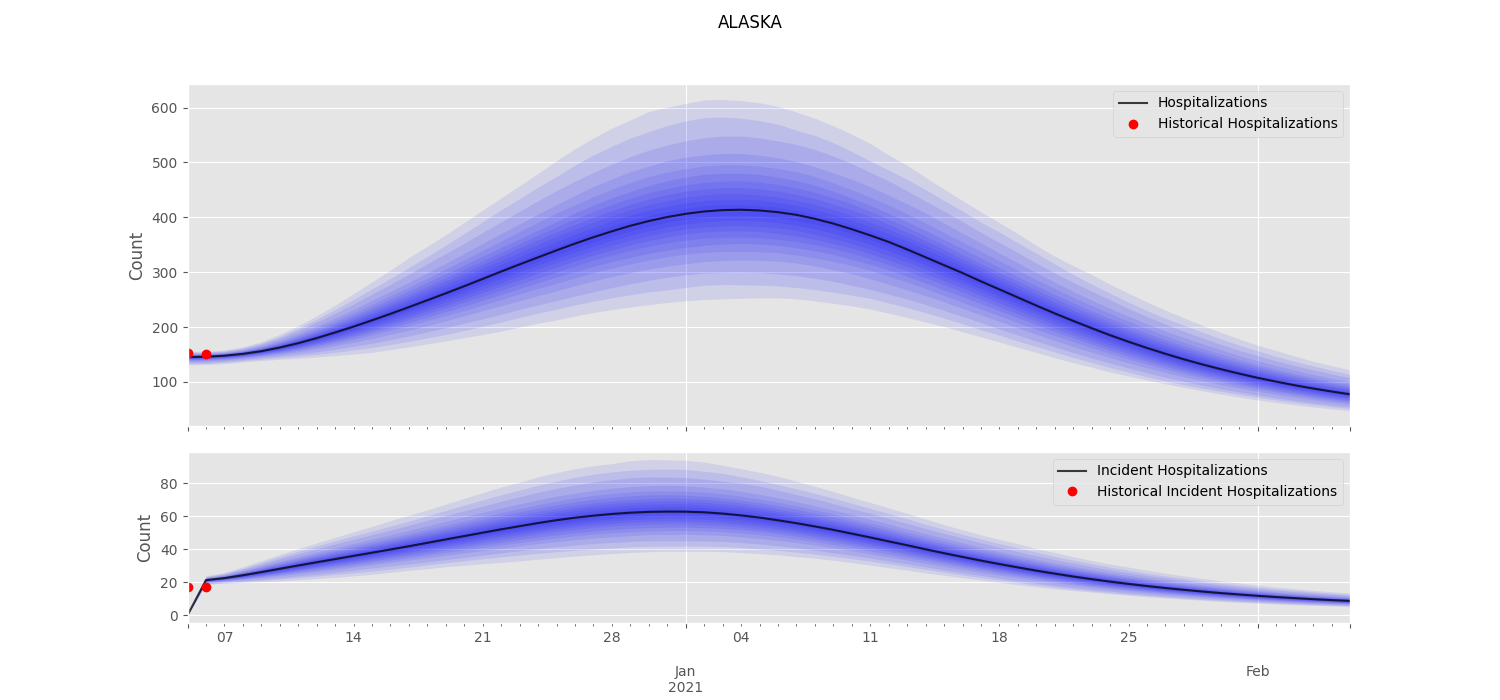 ALASKA
600
500
400
300
200
100
Count
Hospitalizations
Historical Hospitalizations
80
60
40
20
0
Count
Incident Hospitalizations
Historical Incident Hospitalizations
07 14 21 28 04 11 18 25
Jan Feb
2021